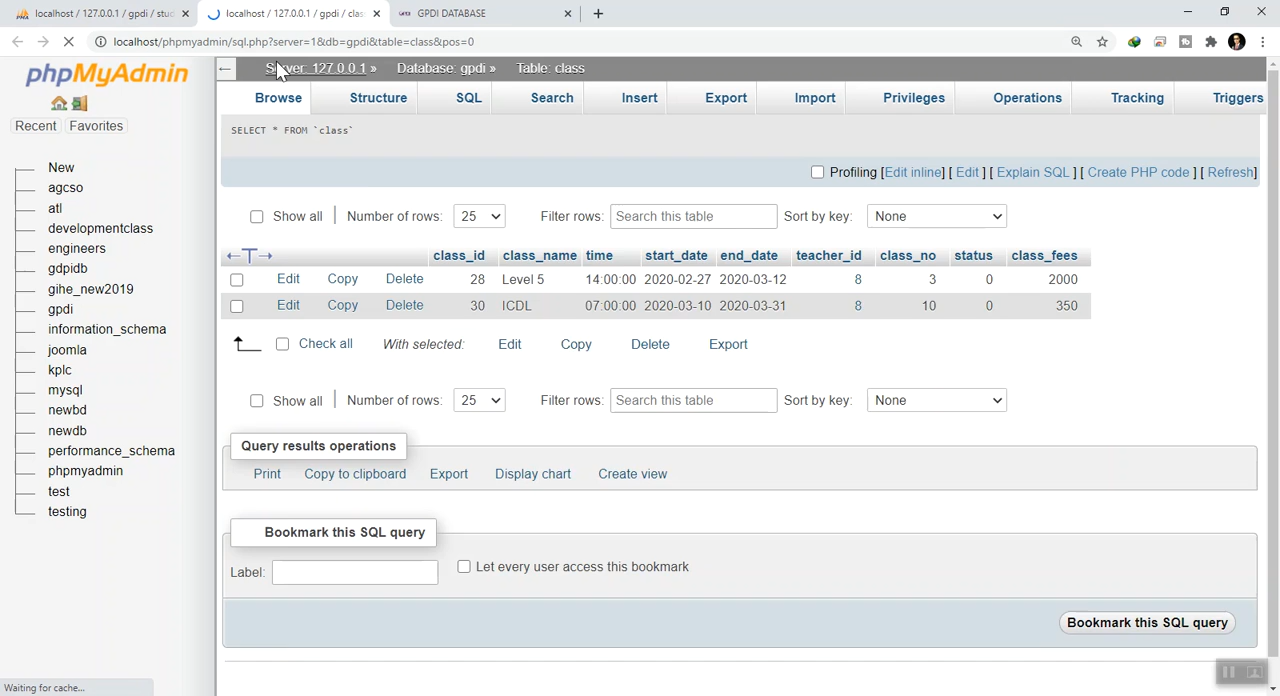 localhost / 127.0.0.1 / gpdi / stu
localhost / 127.0.0.1 / gpdi / clas
GPDI DATABASE
localhost/phpmyadmin/sql.php?server=1&db=gpdi&table=class&pos=0
phpMyAdmin
Recent Favorites
New
agcso
atl
developmentclass
engineers
gdpidb
gihe_new2019
gpdi
information_schema
joomla
kplc
mysql
newbd
newdb
performance_schema
phpmyadmin
test
testing
Server: 127.0.0.1 » Database: gpdi » Table: class
Browse Structure SQL Search Insert Export Import Privileges Operations Tracking Triggers
SELECT * FROM `class`
Profiling [Edit inline] [ Edit ] [ Explain SQL ] [ Create PHP code ] [ Refresh]
Show all Number of rows: 25 Filter rows: Search this table Sort by key: None
←T→ class_id class_name time start_date end_date teacher_id class_no status class_fees
Edit Copy Delete 28 Level 5 14:00:00 2020-02-27 2020-03-12 8 3 0 2000
Edit Copy Delete 30 ICDL 07:00:00 2020-03-10 2020-03-31 8 10 0 350
Check all With selected: Edit Copy Delete Export
Show all Number of rows: 25 Filter rows: Search this table Sort by key: None
Query results operations
Print Copy to clipboard Export Display chart Create view
Bookmark this SQL query
Label: Let every user access this bookmark
Bookmark this SQL query
Waiting for cache...